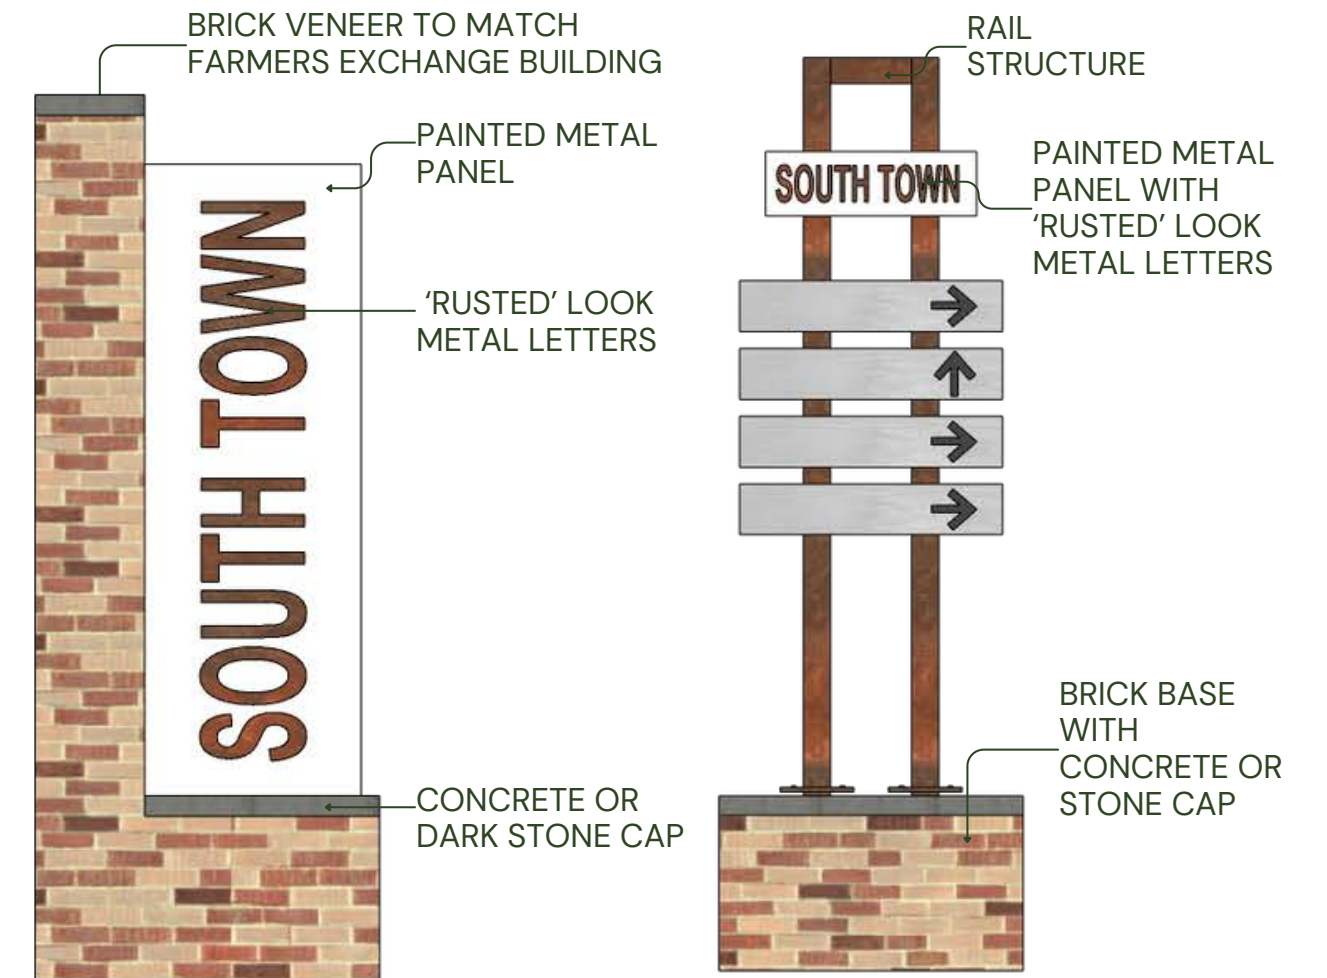 BRICK VENEER TO MATCH
FARMERS EXCHANGE BUILDING
PAINTED METAL
PANEL
‘RUSTED’ LOOK
METAL LETTERS
SOUTH TOWN
CONCRETE OR
DARK STONE CAP
RAIL
STRUCTURE
SOUTH TOWN
PAINTED METAL
PANEL WITH
‘RUSTED’ LOOK
METAL LETTERS
BRICK BASE
WITH
CONCRETE OR
STONE CAP